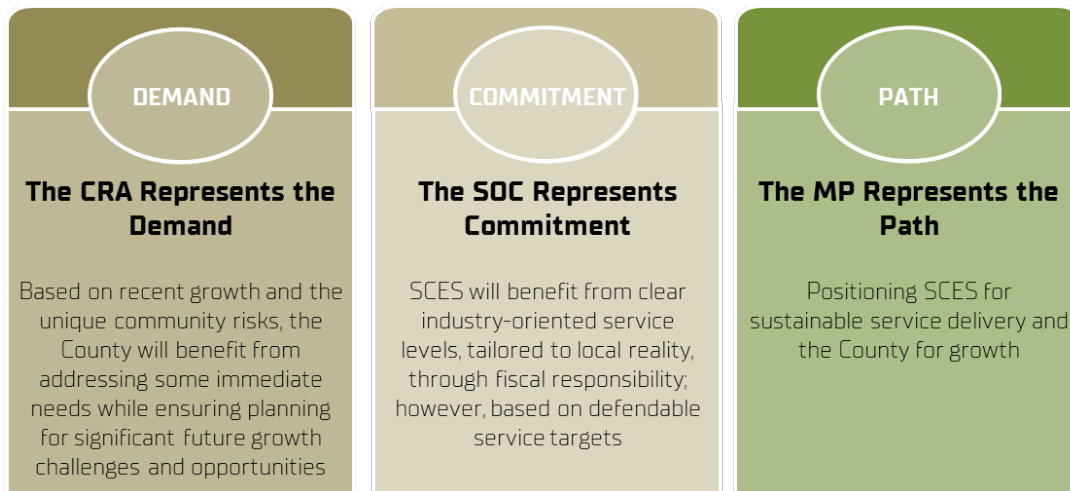 DEMAND
The CRA Represents the
Demand
Based on recent growth and the
unique community risks, the
County will benefit from
addressing some immediate
needs while ensuring planning
for significant future growth
challenges and opportunities
COMMITMENT
The SOC Represents
Commitment
SCES will benefit from clear
industry-oriented service
levels, tailored to local reality,
through fiscal responsibility;
however, based on defendable
service targets
PATH
The MP Represents the
Path
Positioning SCES for
sustainable service delivery and
the County for growth